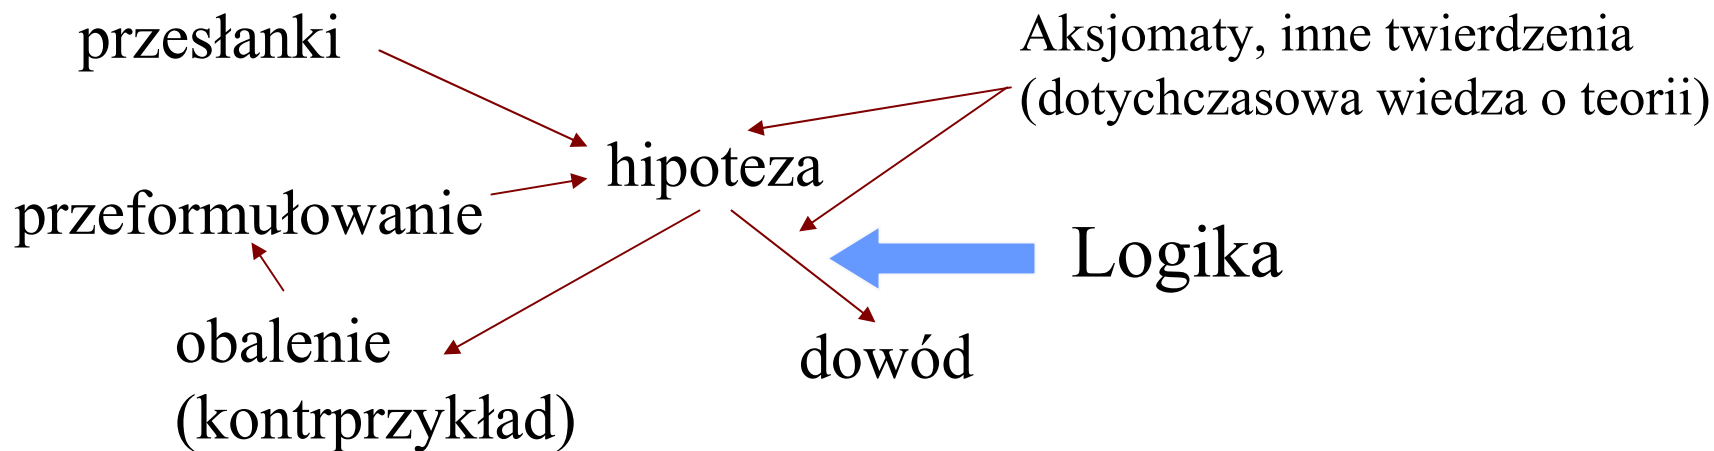 przesłanki
Aksjomaty, inne twierdzenia
(dotychczasowa wiedza o teorii)
hipoteza
przeformułowanie
Logika
obalenie
(kontrprzykład)
dowód